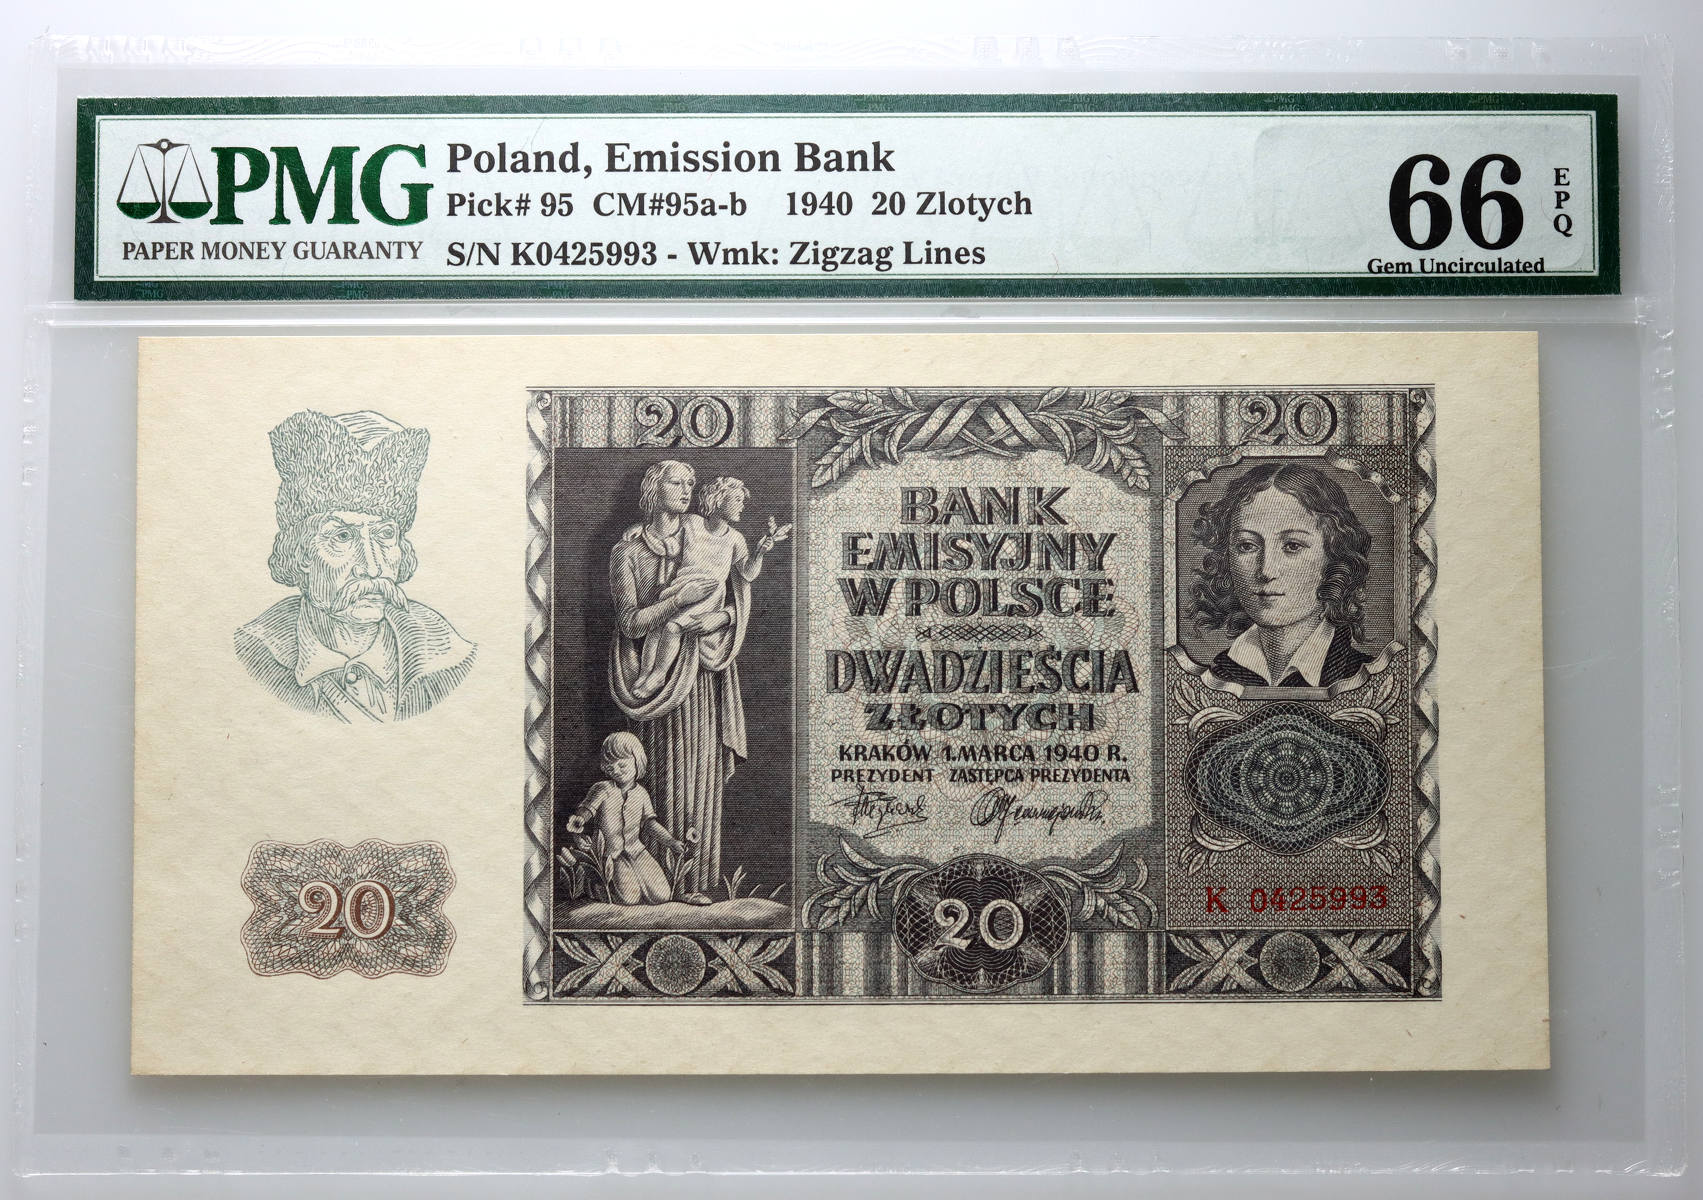 PMG
PAPER MONEY GUARANTY
Poland, Emission Bank
Pick# 95 CM#95a-b 1940 20 Zlotych
S/N K0425993 - Wmk: Zigzag Lines
66
EPQ
Gem Uncirculated
20
20
BANK
EMISYJNY
W POLSCE
DWADZIEŚCIA
ZŁOTYCH
KRAKÓW 1.MARCA 1940 R.
PREZYDENT ZASTĘPCA PREZYDENTA
K 0425993
20
20